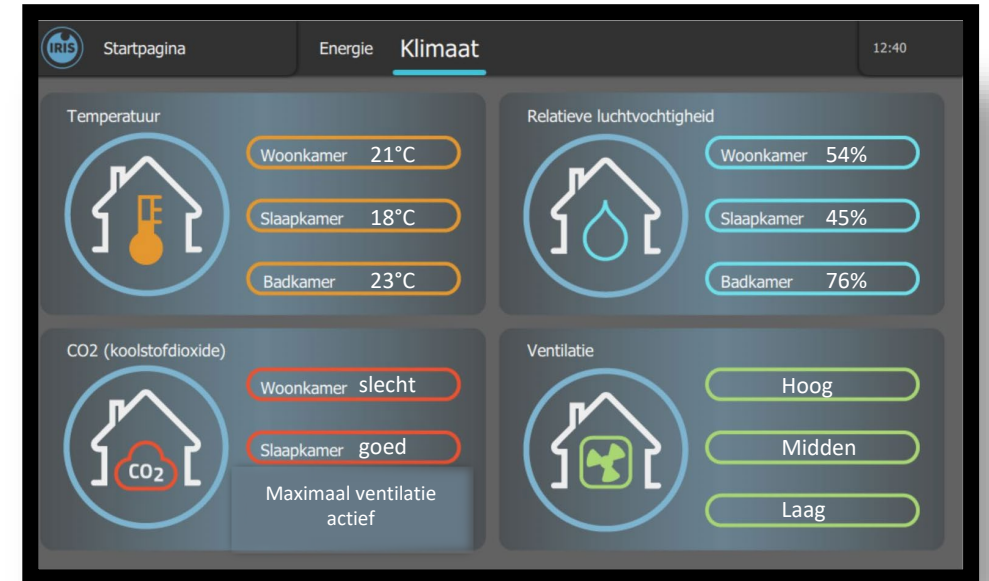 IRIS
Startpagina
Energie
Klimaat
12:40
Temperatuur
Woonkamer 21°C
Slaapkamer 18°C
Badkamer 23°C
Relatieve luchtvochtigheid
Woonkamer 54%
Slaapkamer 45%
Badkamer 76%
CO2 (koolstofdioxide)
CO2
Woonkamer slecht
Slaapkamer goed
Maximaal ventilatie
actief
Ventilatie
Hoog
Midden
Laag